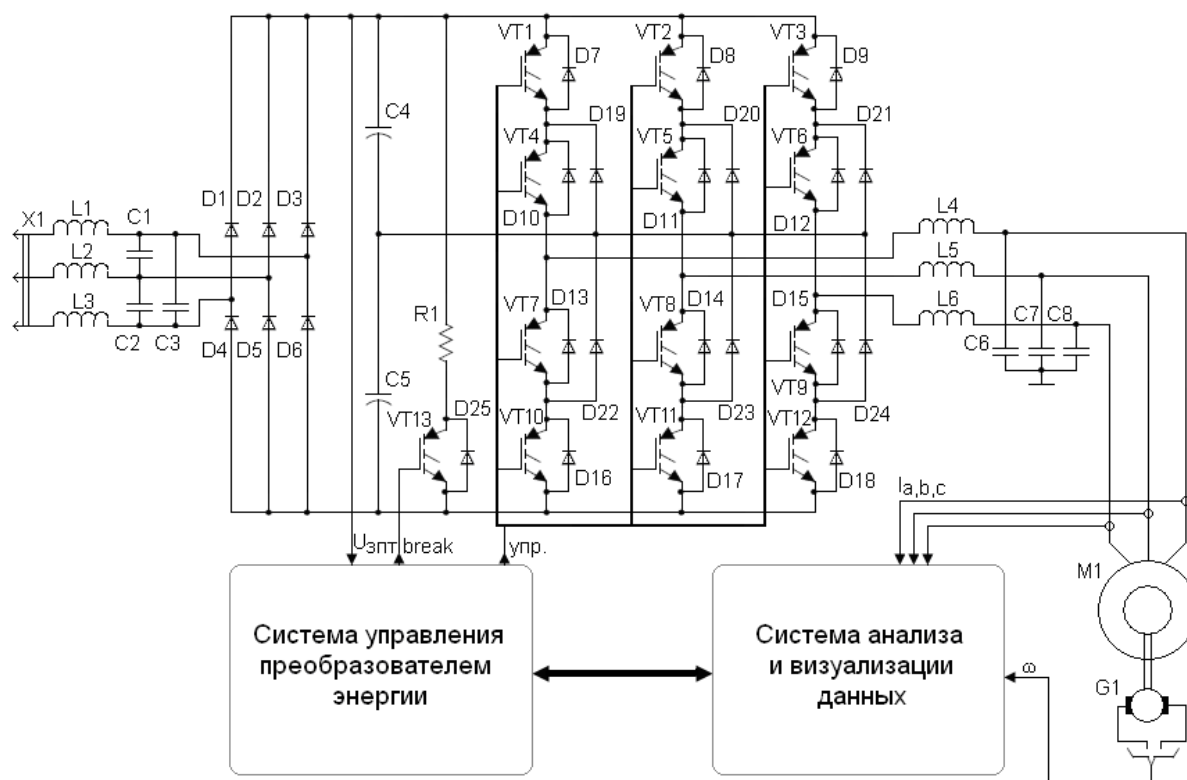 VT1
VT2
VT3
D7
D8
D9
C4
D19
D20
D21
VT4
VT5
VT6
D1
D2
D3
X1
L1
C1
D10
D11
D12
L4
L2
L5
L3
D13
D14
D15
L6
R1
VT7
VT8
C7
C8
C2
C3
D4
D5
D6
C6
C5
VT9
D25
D22
D23
D24
VT13
VT10
VT11
VT12
D16
D17
D18
Ia,b,c
Uзпт
break
упр.
M1
Система управления
преобразователем
энергии
Система анализа
и визуализации
данных
ω
G1